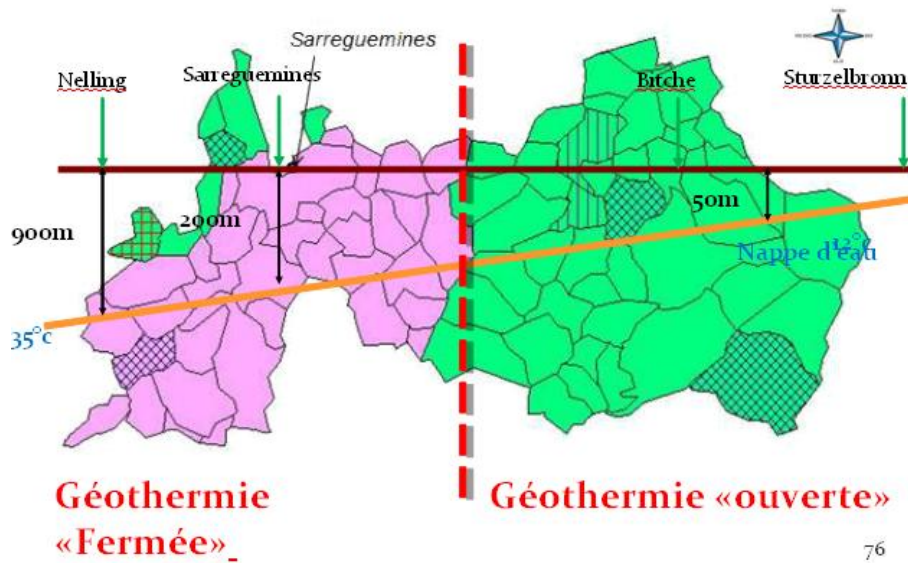 Sarreguemines
Nelling
Sarreguemines
Bitche
Sturzelbronn
900m
200m
50m
Nappe d'eau
12°c
35°c
Géothermie
«Fermée»
Géothermie «ouverte»
76